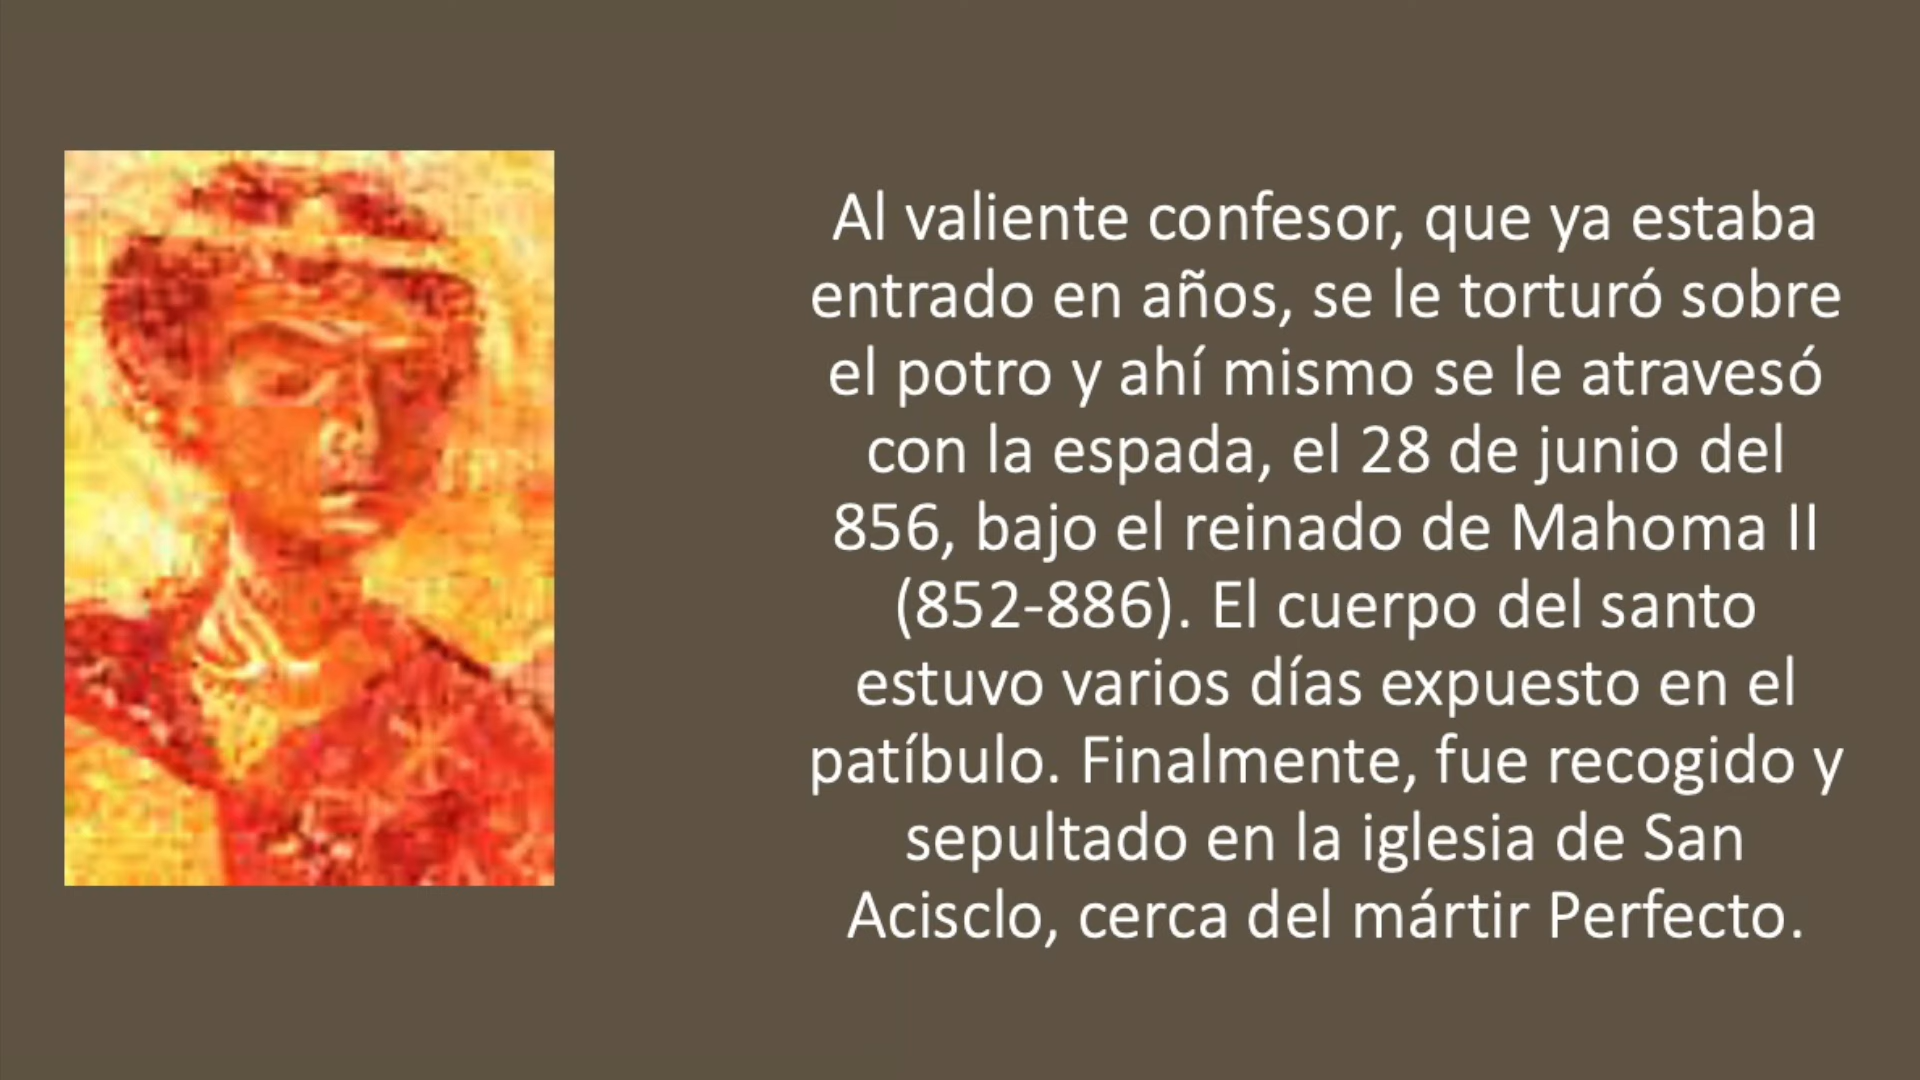 Al valiente confesor, que ya estaba
entrado en años, se le torturó sobre
el potro y ahí mismo se le atravesó
con la espada, el 28 de junio del
856, bajo el reinado de Mahoma II
(852-886). El cuerpo del santo
estuvo varios días expuesto en el
patíbulo. Finalmente, fue recogido y
sepultado en la iglesia de San
Acisclo, cerca del mártir Perfecto.